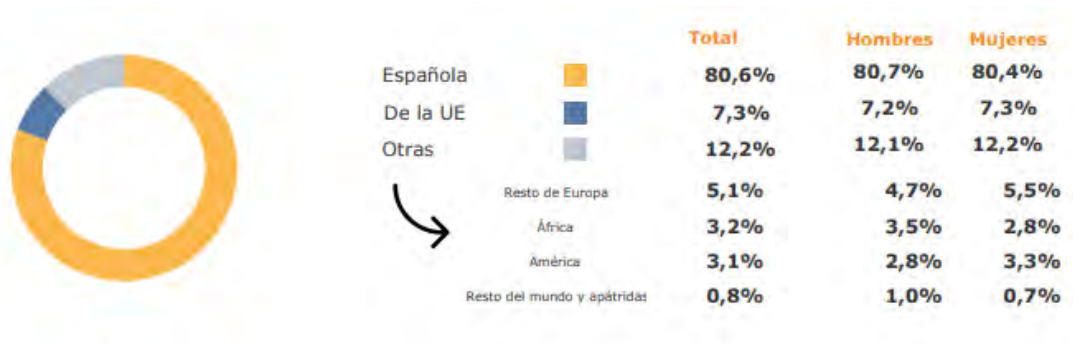 Total Hombres Mujeres
Española 80,6% 80,7% 80,4%
De la UE 7,3% 7,2% 7,3%
Otras 12,2% 12,1% 12,2%
Resto de Europa 5,1% 4,7% 5,5%
África 3,2% 3,5% 2,8%
América 3,1% 2,8% 3,3%
Resto del mundo y apátridas 0,8% 1,0% 0,7%